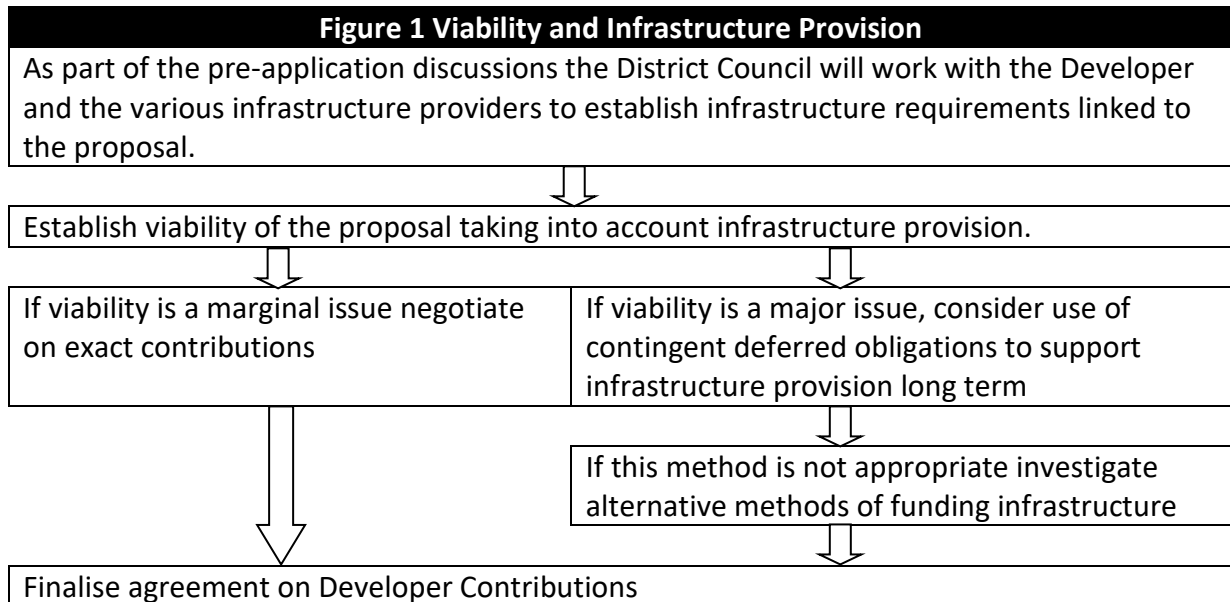 Figure 1 Viability and Infrastructure Provision
As part of the pre-application discussions the District Council will work with the Developer
and the various infrastructure providers to establish infrastructure requirements linked to
the proposal.
Establish viability of the proposal taking into account infrastructure provision.
If viability is a marginal issue negotiate
on exact contributions
If viability is a major issue, consider use of
contingent deferred obligations to support
infrastructure provision long term
If this method is not appropriate investigate
alternative methods of funding infrastructure
Finalise agreement on Developer Contributions